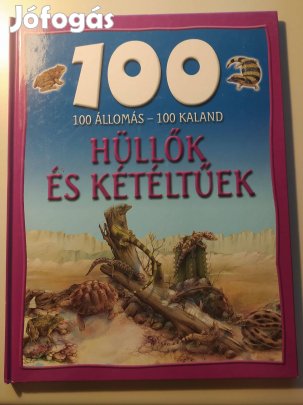 Jófogás
100
100 ÁLLOMÁS – 100 KALAND
HÜLLŐK
ÉS KÉTÉLTŰEK